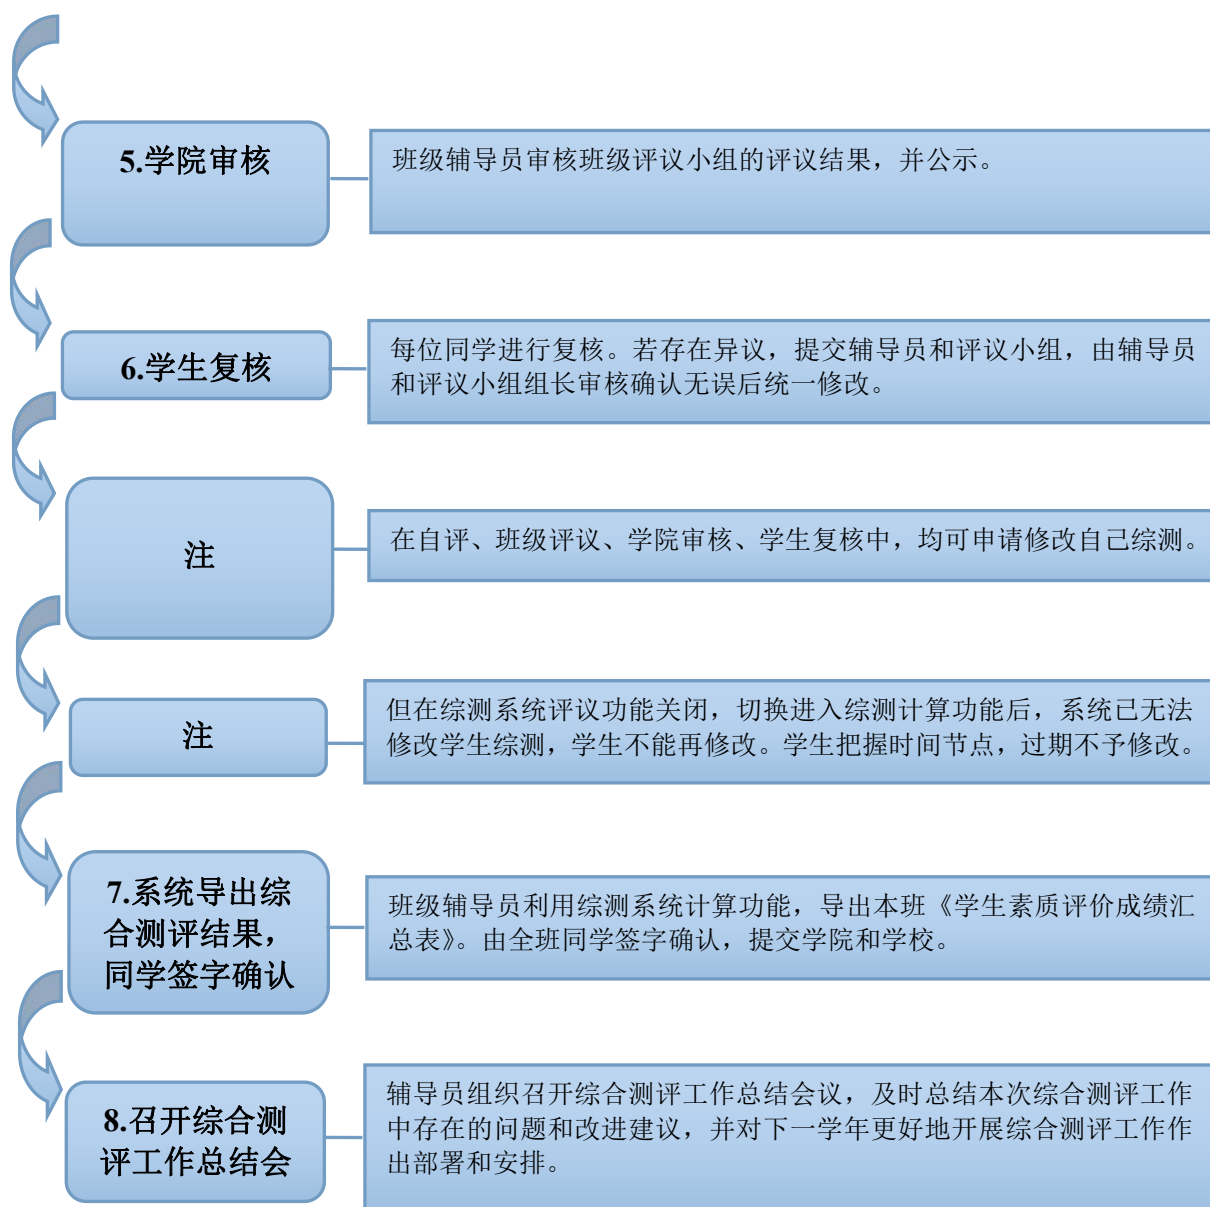 5.学院审核
班级辅导员审核班级评议小组的评议结果，并公示。
6.学生复核
每位同学进行复核。若存在异议，提交辅导员和评议小组，由辅导员
和评议小组组长审核确认无误后统一修改。
注
在自评、班级评议、学院审核、学生复核中，均可申请修改自己综测。
注
但在综测系统评议功能关闭，切换进入综测计算功能后，系统已无法
修改学生综测，学生不能再修改。学生把握时间节点，过期不予修改。
7.系统导出综
合测评结果，
同学签字确认
班级辅导员利用综测系统计算功能，导出本班《学生素质评价成绩汇
总表》。由全班同学签字确认，提交学院和学校。
8.召开综合测
评工作总结会
辅导员组织召开综合测评工作总结会议，及时总结本次综合测评工作
中存在的问题和改进建议，并对下一学年更好地开展综合测评工作作
出部署和安排。